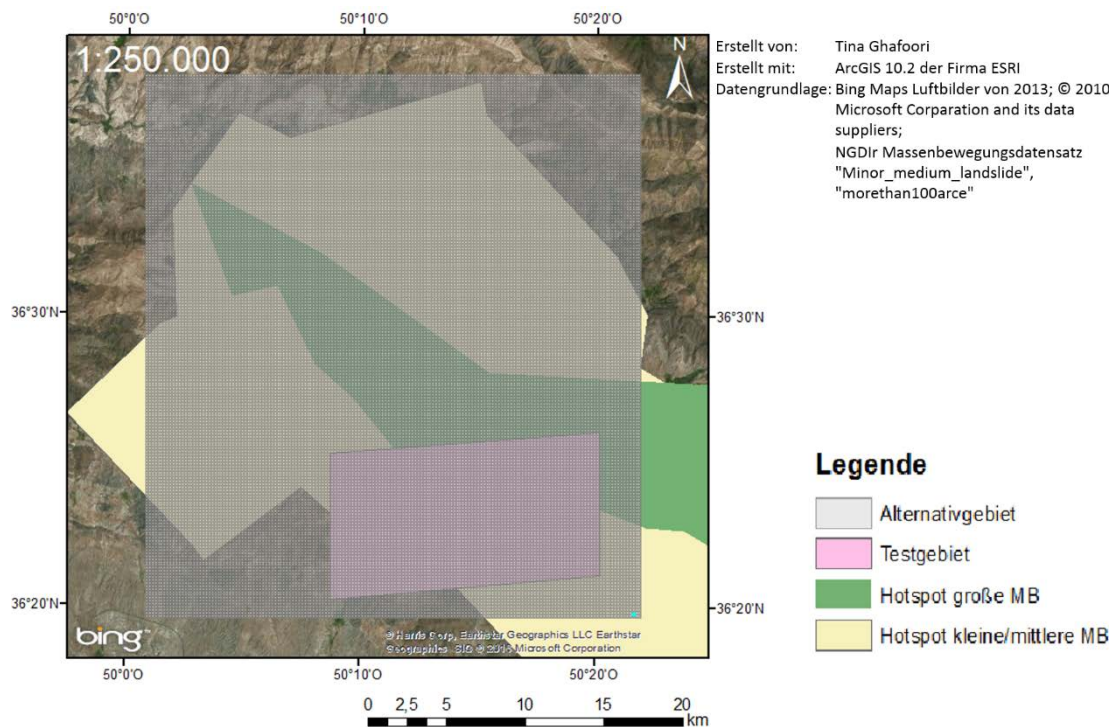 50°0'O 50°10'O 50°20'O
1:250.000
N
Erstellt von: Tina Ghafoori
Erstellt mit: ArcGIS 10.2 der Firma ESRI
Datengrundlage: Bing Maps Luftbilder von 2013; © 2010
Microsoft Corparation and its data
suppliers;
NGDIr Massenbewegungsdatensatz
"Minor_medium_landslide",
"morethan100arce"
36°30'N 36°30'N
Legende
Alternativgebiet
Testgebiet
Hotspot große MB
Hotspot kleine/mittlere MB
36°20'N 36°20'N
bing™
© Harris Corp, Earthstar Geographics LLC Earthstar
Geographics SIO © 2016 Microsoft Corporation
50°0'O 50°10'O 50°20'O
0 2,5 5 10 15 20
km